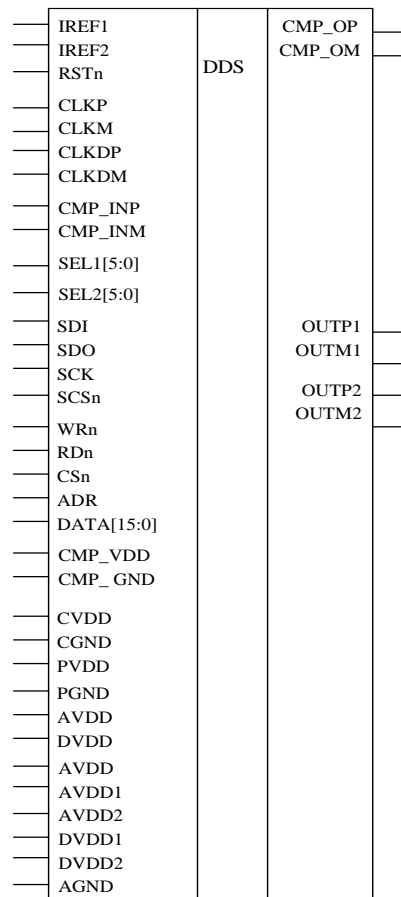 IREF1
IREF2
RSTn
CLKP
CLKM
CLKDP
CLKDM
CMP_INP
CMP_INM
SEL1[5:0]
SEL2[5:0]
SDI
SDO
SCK
SCSn
WRn
RDn
CSn
ADR
DATA[15:0]
CMP_VDD
CMP_ GND
CVDD
CGND
PVDD
PGND
AVDD
DVDD
AVDD
AVDD1
AVDD2
DVDD1
DVDD2
AGND
DDS
CMP_OP
CMP_OM
OUTP1
OUTM1
OUTP2
OUTM2